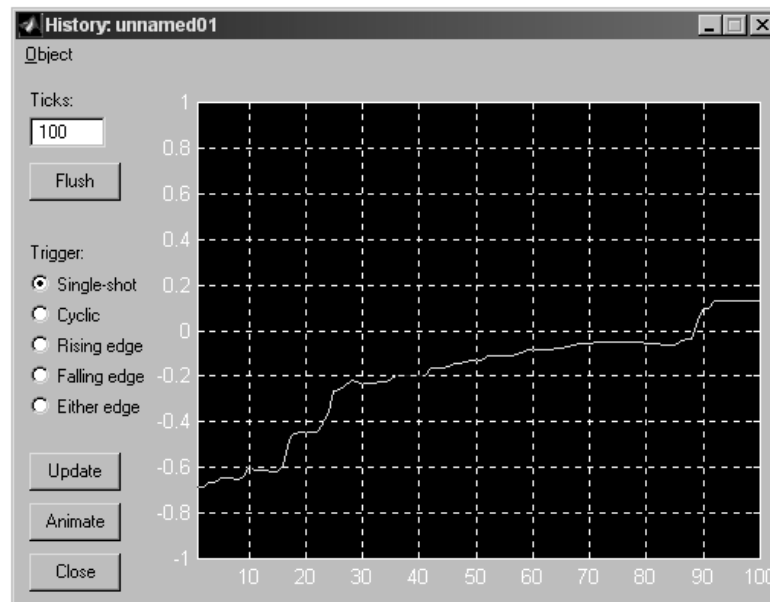 History: unnamed01
Object
Ticks:
100
Flush
Trigger:
Single-shot
Cyclic
Rising edge
Falling edge
Either edge
Update
Animate
Close
1
0.8
0.6
0.4
0.2
0
-0.2
-0.4
-0.6
-0.8
-1
10 20 30 40 50 60 70 80 90 100